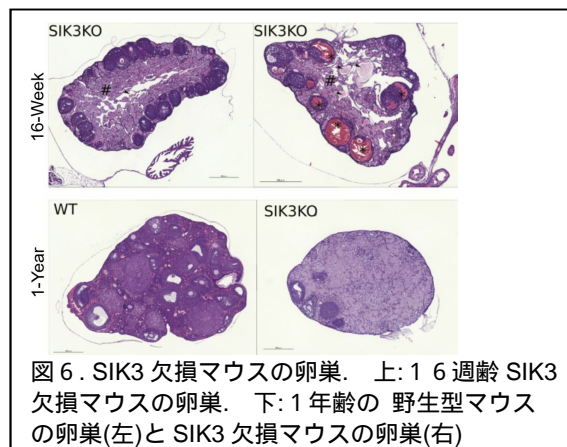 SIK3KO SIK3KO
16-Week
# #
WT SIK3KO
1-Year
図６. SIK3 欠損マウスの卵巣. 上:１６週齢 SIK3
欠損マウスの卵巣. 下:１年齢の 野生型マウス
の卵巣(左)と SIK3 欠損マウスの卵巣(右)